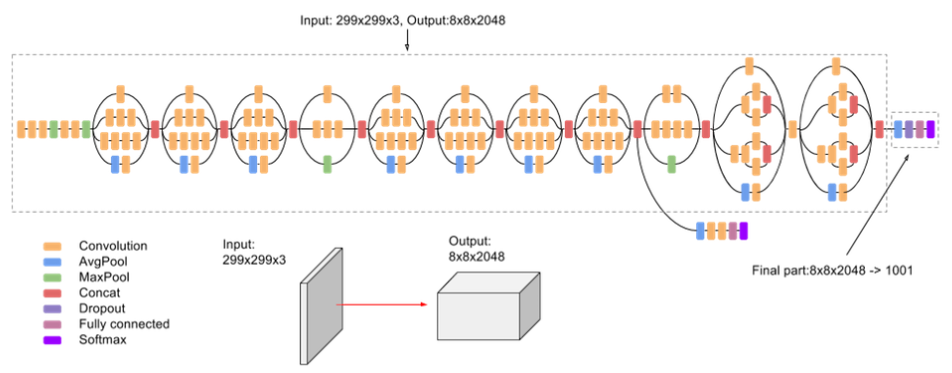 Input: 299x299x3, Output:8x8x2048
Input:
299x299x3
Output:
8x8x2048
Final part:8x8x2048 -> 1001
Convolution
AvgPool
MaxPool
Concat
Dropout
Fully connected
Softmax